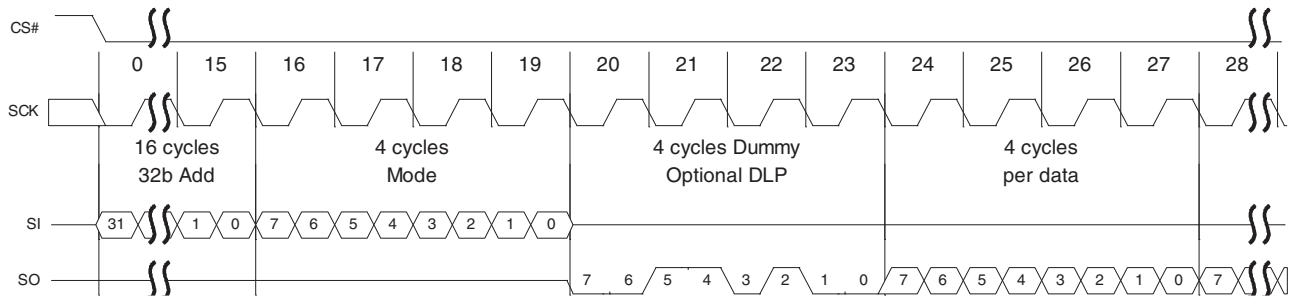 CS#
0 15 16 17 18 19 20 21 22 23 24 25 26 27 28
SCK
16 cycles 4 cycles 4 cycles Dummy 4 cycles
32b Add Mode Optional DLP per data
SI 31 1 0 7 6 5 4 3 2 1 0
SO 7 6 5 4 3 2 1 0 7 6 5 4 3 2 1 0 7